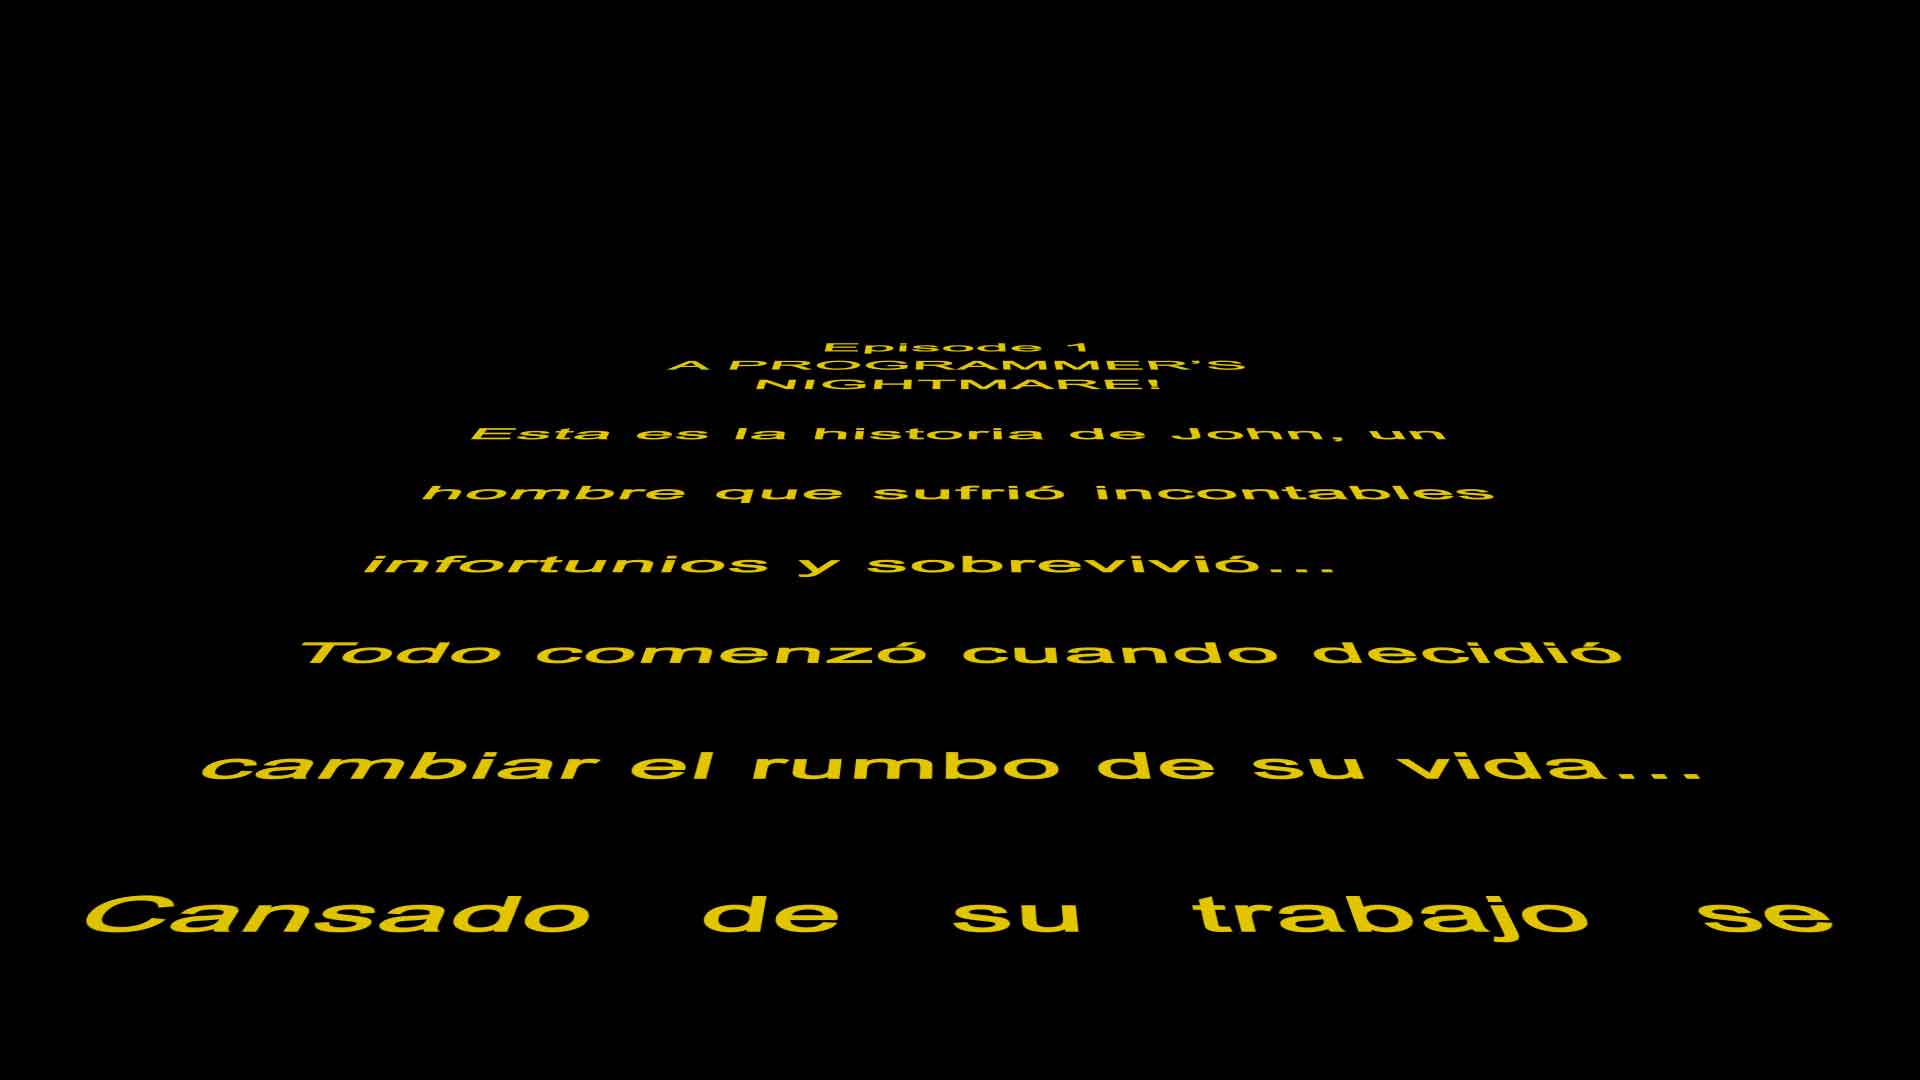 Episode 1
A PROGRAMMER'S
NIGHTMARE!
Esta es la historia de John, un
hombre que sufrió incontables
infortunios y sobrevivió...
Todo comenzó cuando decidió
cambiar el rumbo de su vida...
Cansado de su trabajo se